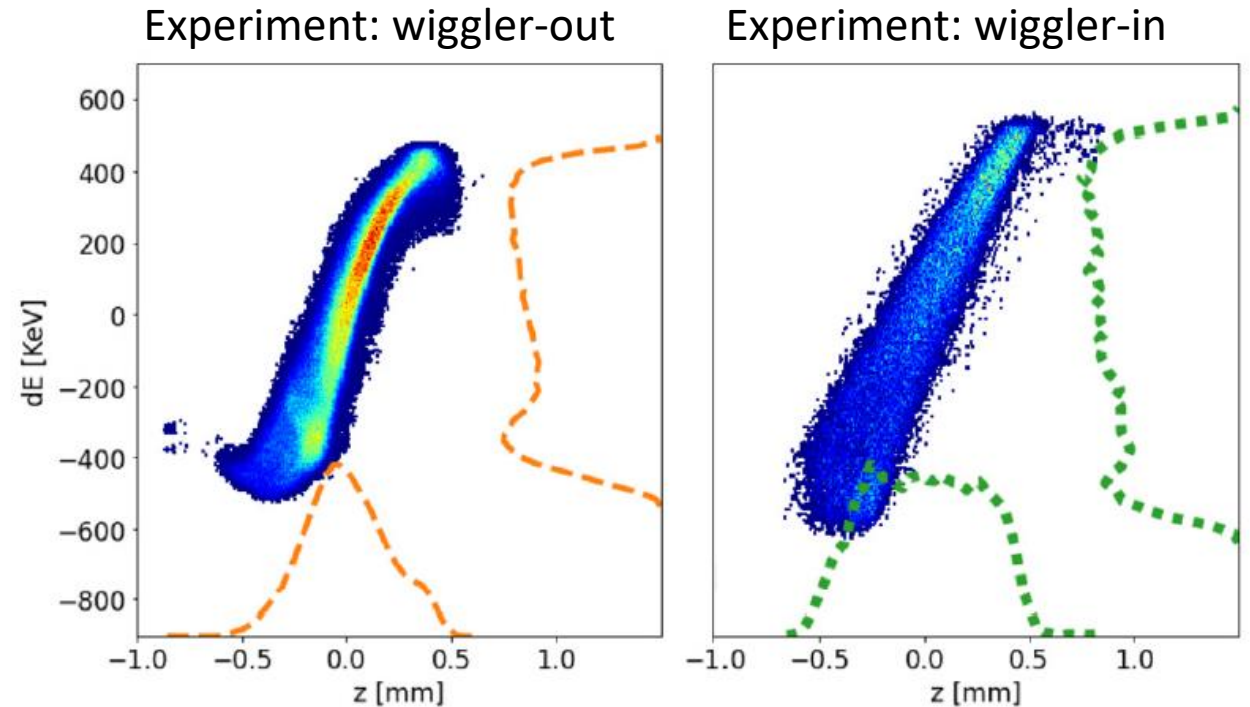 Experiment: wiggler-out
Experiment: wiggler-in
600
400
200
0
−200
−400
−600
−800
dE [KeV]
−1.0 −0.5 0.0 0.5 1.0
z [mm]
−1.0 −0.5 0.0 0.5 1.0
z [mm]